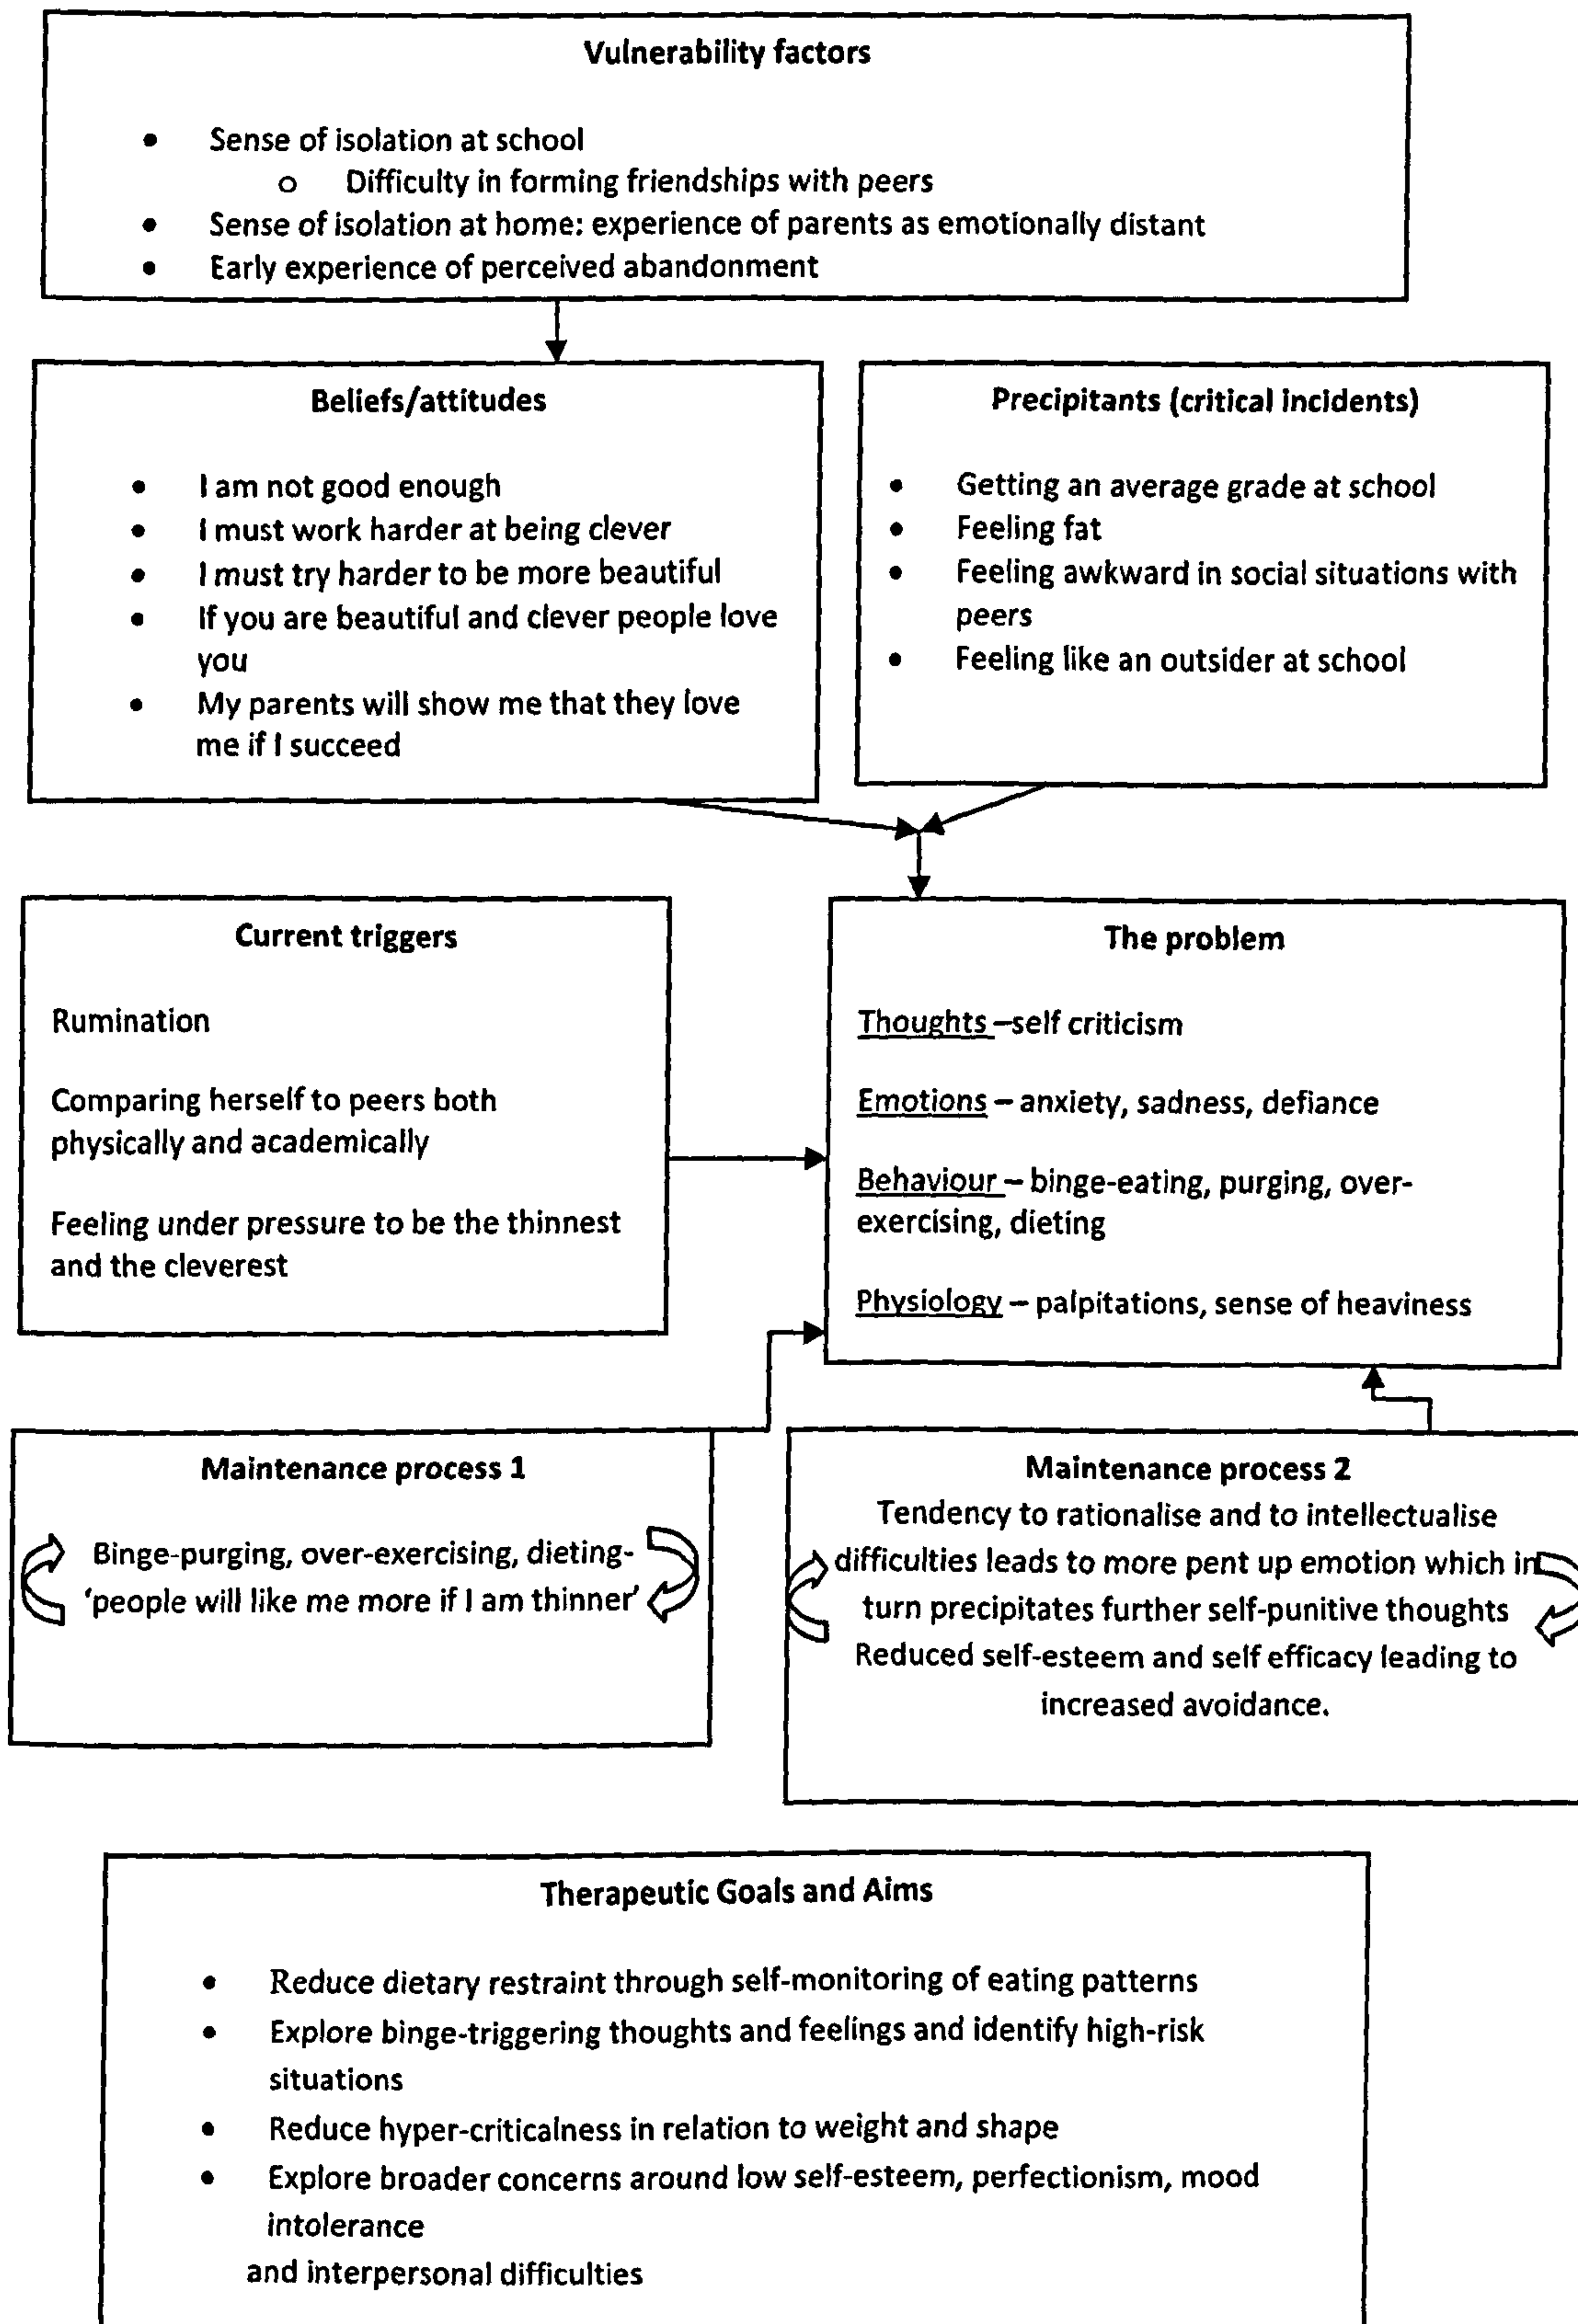 Vulnerability factors
• Sense of isolation at school
o Difficulty in forming friendships with peers
• Sense of isolation at home: experience of parents as emotionally distant
• Early experience of perceived abandonment
Beliefs/attitudes
• I am not good enough
• I must work harder at being clever
• I must try harder to be more beautiful
• If you are beautiful and clever people love
you
• My parents will show me that they love
me if I succeed
Precipitants (critical incidents)
• Getting an average grade at school
• Feeling fat
• Feeling awkward in social situations with
peers
• Feeling like an outsider at school
Current triggers
Rumination
Comparing herself to peers both
physically and academically
Feeling under pressure to be the thinnest
and the cleverest
The problem
Thoughts –self criticism
Emotions – anxiety, sadness, defiance
Behaviour – binge-eating, purging, over-
exercising, dieting
Physiology – palpitations, sense of heaviness
Maintenance process 1
Binge-purging, over-exercising, dieting-
'people will like me more if I am thinner'
Maintenance process 2
Tendency to rationalise and to intellectualise
difficulties leads to more pent up emotion which in
turn precipitates further self-punitive thoughts
Reduced self-esteem and self efficacy leading to
increased avoidance.
Therapeutic Goals and Aims
• Reduce dietary restraint through self-monitoring of eating patterns
• Explore binge-triggering thoughts and feelings and identify high-risk
situations
• Reduce hyper-criticalness in relation to weight and shape
• Explore broader concerns around low self-esteem, perfectionism, mood
intolerance
and interpersonal difficulties